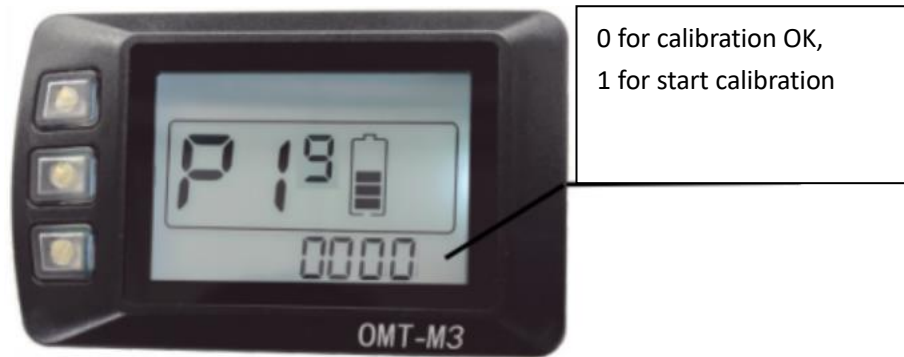 0 for calibration OK,
1 for start calibration
P19
0000
OMT-M3